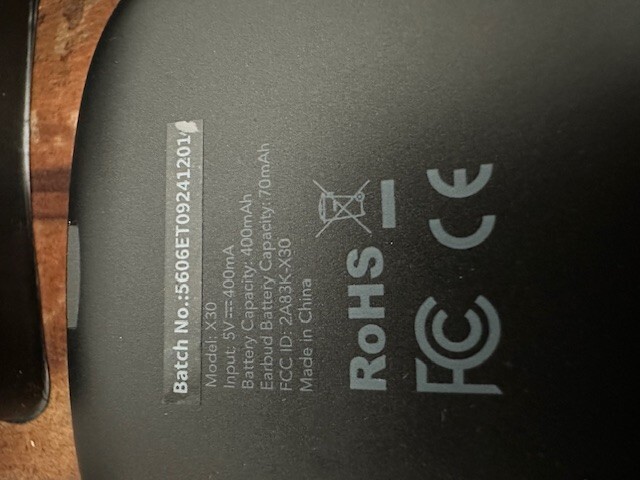 Batch No.:5606ET09241201
Model: X30
Input: 5V⎓400mA
Battery Capacity: 400mAh
Earbud Battery Capacity: 70mAh
FCC ID: 2A83K-X30
Made in China
RoHS
FC CE